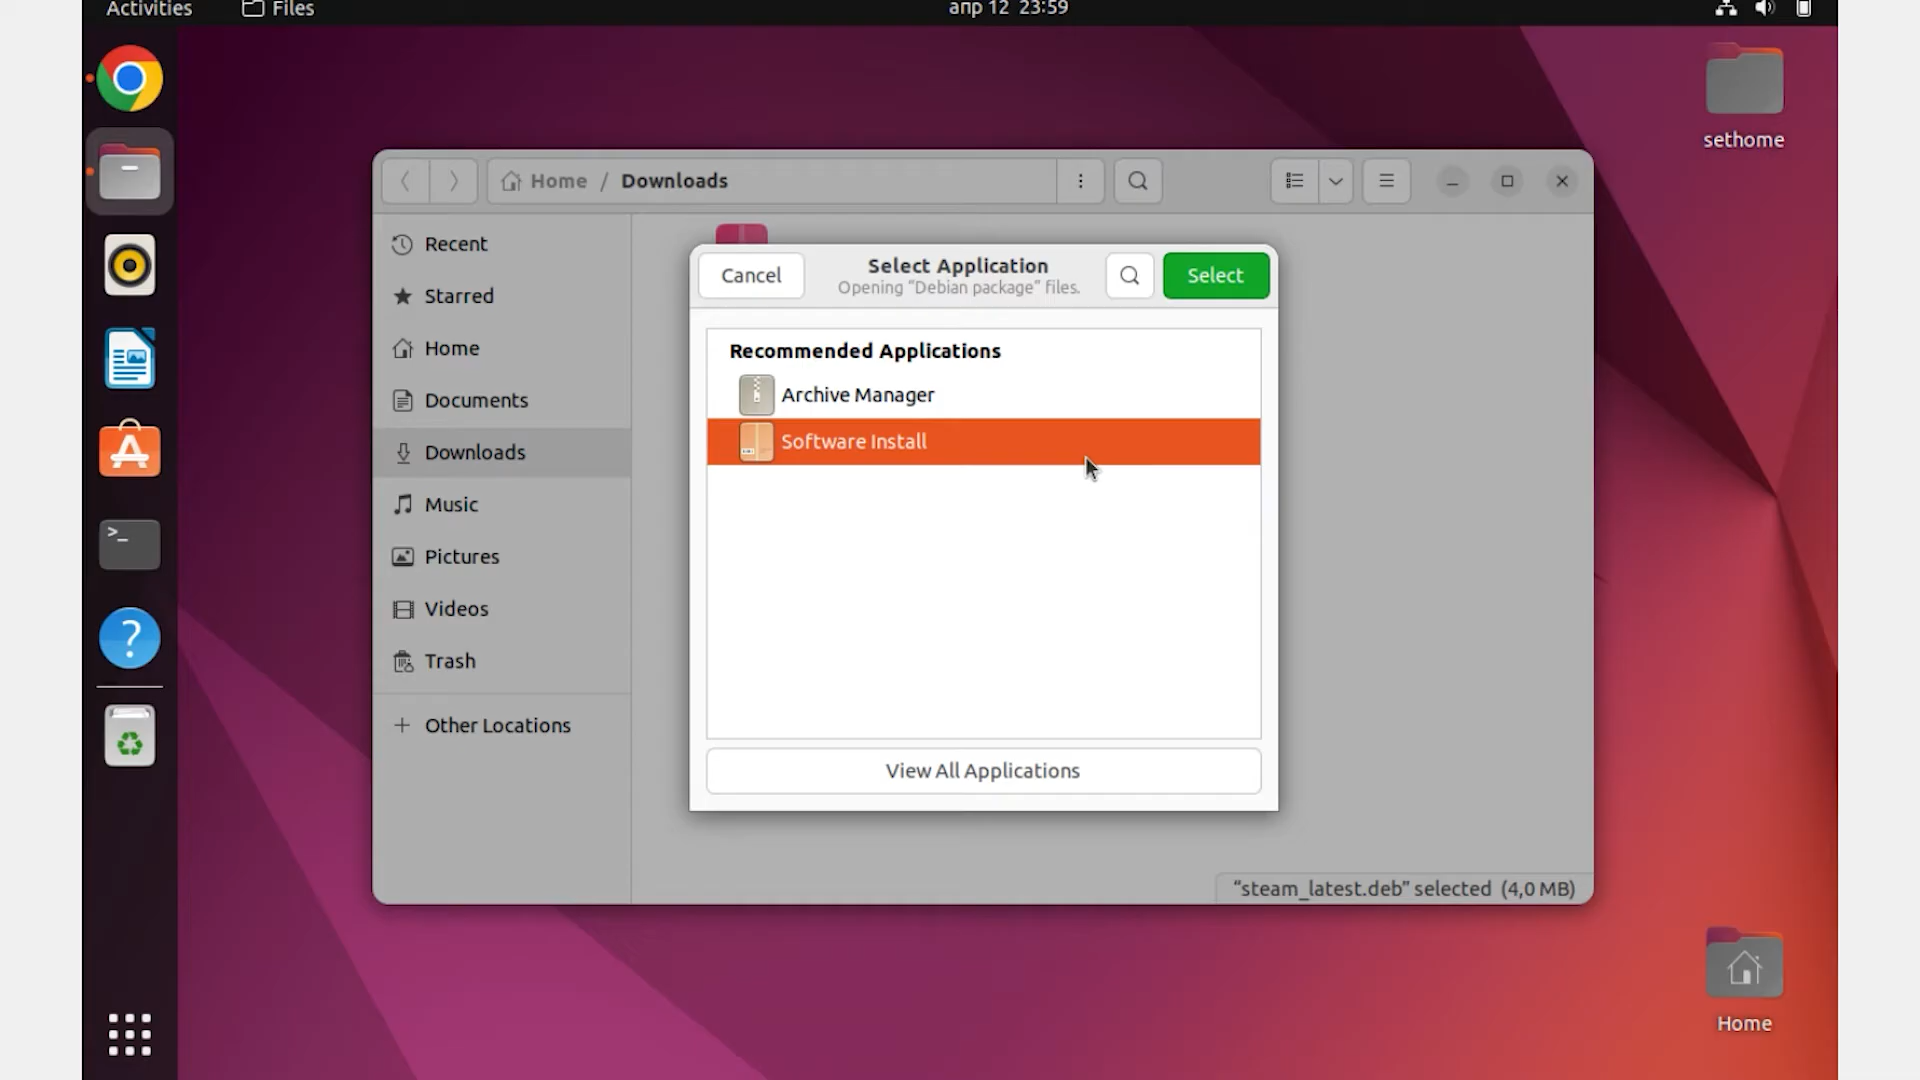 Activities
Files
апр 12 23:59
sethome
Home / Downloads
Recent
Starred
Home
Documents
Downloads
Music
Pictures
Videos
Trash
Other Locations
Cancel
Select Application
Opening “Debian package” files.
Select
Recommended Applications
Archive Manager
Software Install
View All Applications
“steam_latest.deb” selected (4,0 MB)
Home